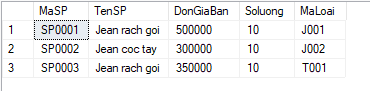 MaSP TenSP DonGiaBan Soluong MaLoai
1 SP0001 Jean rach goi 500000 10 J001
2 SP0002 Jean coc tay 300000 10 J002
3 SP0003 Jean rach goi 350000 10 T001